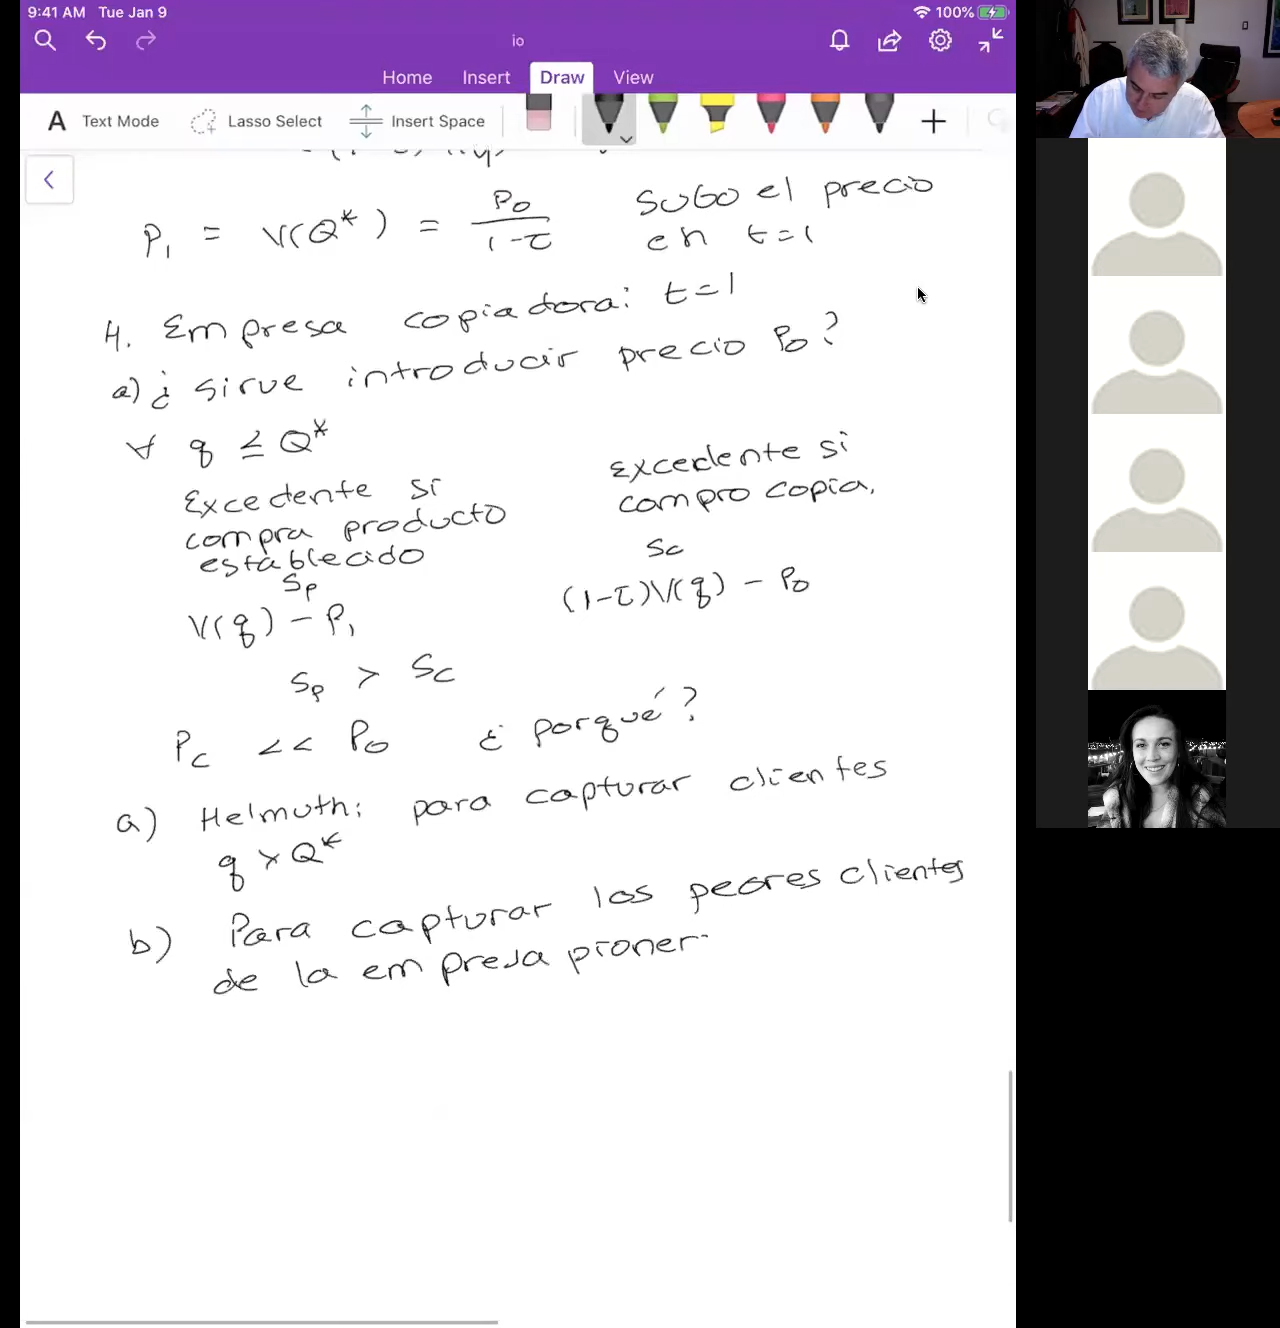 9:41 AM Tue Jan 9
100%
io
Home Insert Draw View
A Text Mode Lasso Select Insert Space
P₁ = V(Q*) = P₀ / (1-τ) Subo el precio
en t=1
4. Empresa copiadora: t=1
a) ¿ sirve introducir precio P₀?
∀ q ≤ Q*
Excedente si
compra producto
establecido
Sp
V(q) - P₁
Excedente si
compro copia.
Sc
(1-τ)V(q) - P₀
Sp > Sc
Pc << P₀ ¿ porqué?
a) Helmuth: para capturar clientes
q > Q*
b) Para capturar los peores clientes
de la empresa pioner